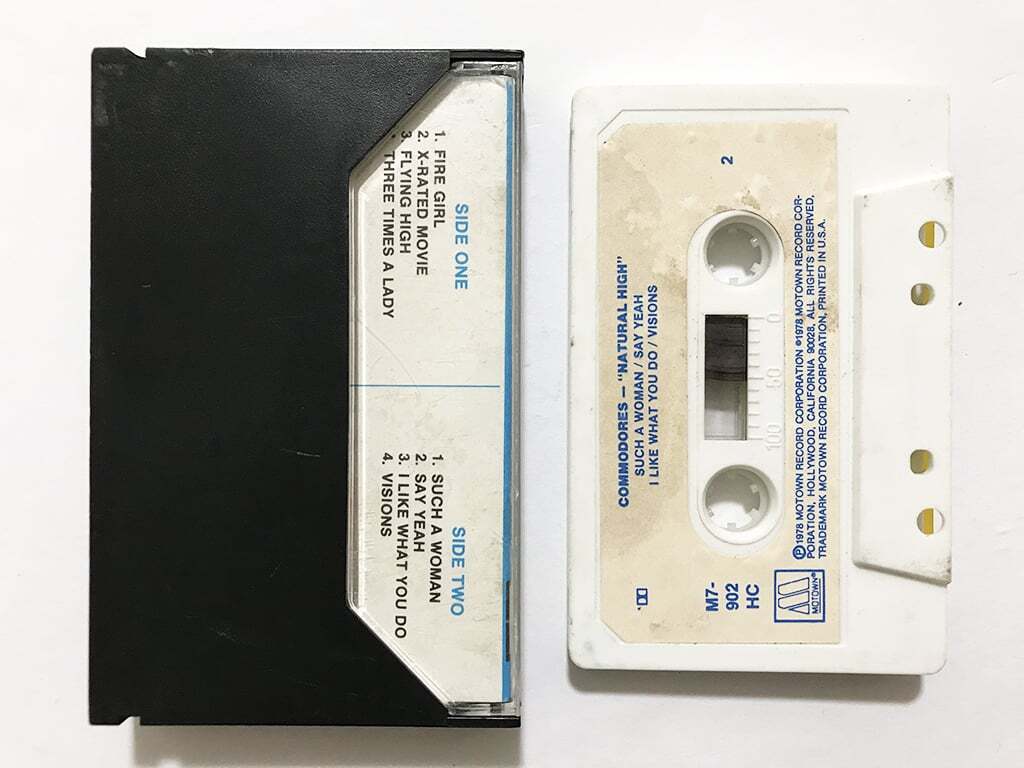 SIDE ONE
1. FIRE GIRL
2. X-RATED MOVIE
3. FLYING HIGH
THREE TIMES A LADY
SIDE TWO
1. SUCH A WOMAN
2. SAY YEAH
3. I LIKE WHAT YOU DO
4. VISIONS
2
COMMODORES — "NATURAL HIGH"
SUCH A WOMAN / SAY YEAH
I LIKE WHAT YOU DO / VISIONS
0
50
100
M7-
902
HC
Ⓟ1978 MOTOWN RECORD CORPORATION ©1978 MOTOWN RECORD COR-
PORATION, HOLLYWOOD, CALIFORNIA 90028, ALL RIGHTS RESERVED,
TRADEMARK MOTOWN RECORD CORPORATION, PRINTED IN U.S.A.
MOTOWN®